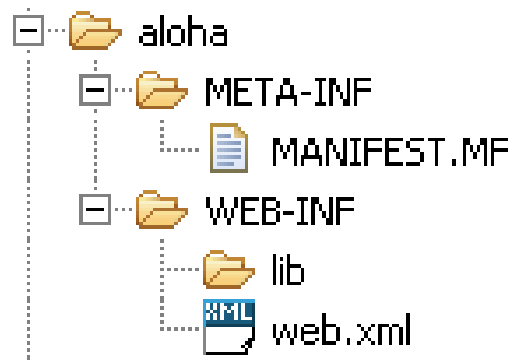 aloha
META-INF
MANIFEST.MF
WEB-INF
lib
XML
web.xml